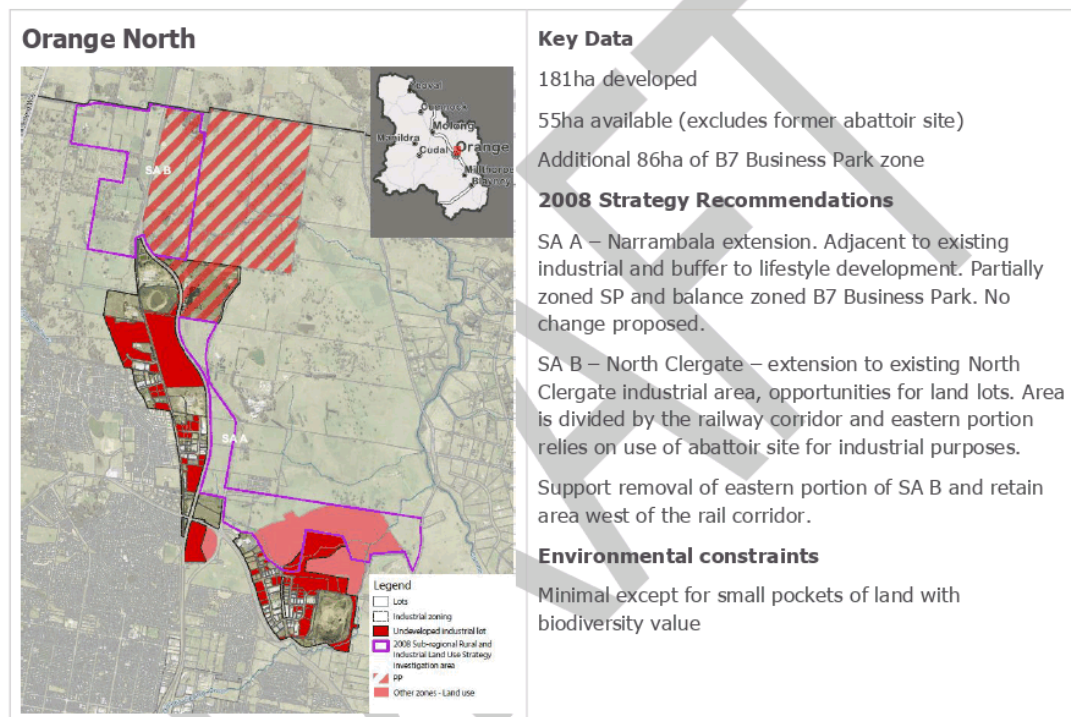 Orange North
SA B
SA A
Molong
Manildra
Cudal
Orange
Legend
Lots
Industrial zoning
Undeveloped industrial lot
2008 Sub-regional Rural and
Industrial Land Use Strategy
investigation area
PP
Other zones - Land use
Key Data
181ha developed
55ha available (excludes former abattoir site)
Additional 86ha of B7 Business Park zone
2008 Strategy Recommendations
SA A – Narrambala extension. Adjacent to existing
industrial and buffer to lifestyle development. Partially
zoned SP and balance zoned B7 Business Park. No
change proposed.
SA B – North Clergate – extension to existing North
Clergate industrial area, opportunities for land lots. Area
is divided by the railway corridor and eastern portion
relies on use of abattoir site for industrial purposes.
Support removal of eastern portion of SA B and retain
area west of the rail corridor.
Environmental constraints
Minimal except for small pockets of land with
biodiversity value